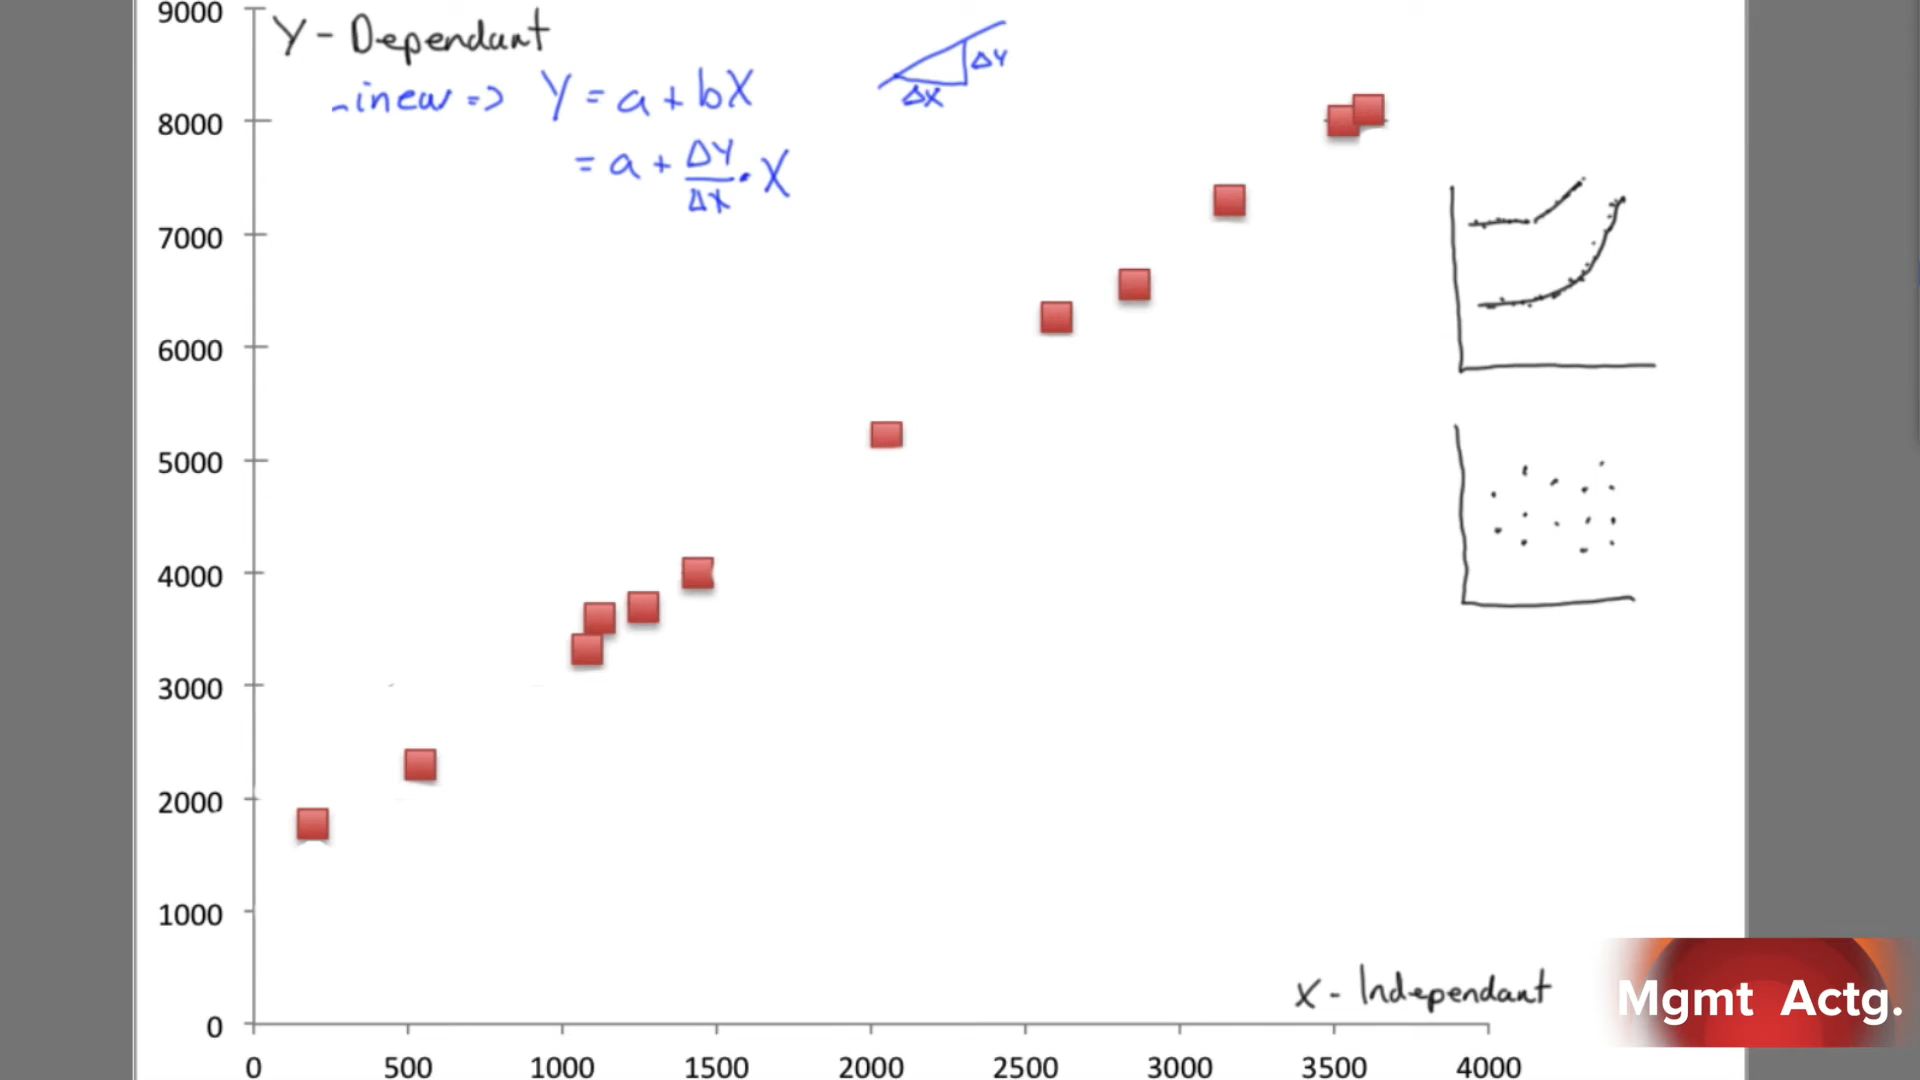 9000
Y - Dependant
Y = a + bX
ΔY
ΔX
8000
= a + ΔY/ΔX · X
7000
6000
5000
4000
3000
2000
1000
X - Independant
Mgmt Actg.
0
0 500 1000 1500 2000 2500 3000 3500 4000